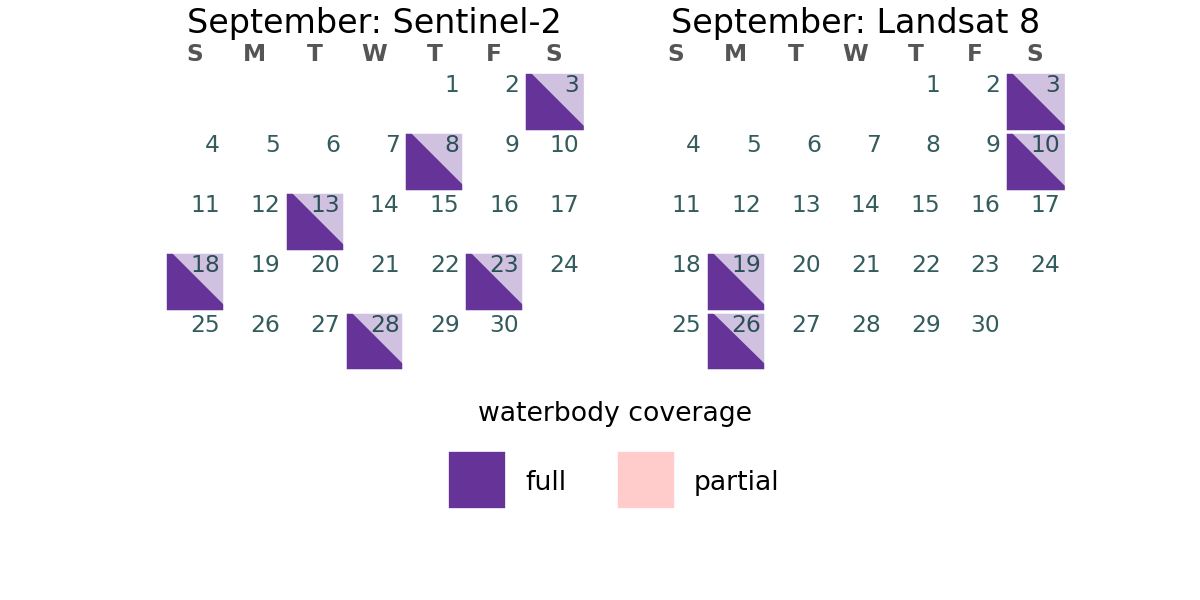 September: Sentinel-2
S M T W T F S
1 2 3
4 5 6 7 8 9 10
11 12 13 14 15 16 17
18 19 20 21 22 23 24
25 26 27 28 29 30
September: Landsat 8
S M T W T F S
1 2 3
4 5 6 7 8 9 10
11 12 13 14 15 16 17
18 19 20 21 22 23 24
25 26 27 28 29 30
waterbody coverage
full
partial